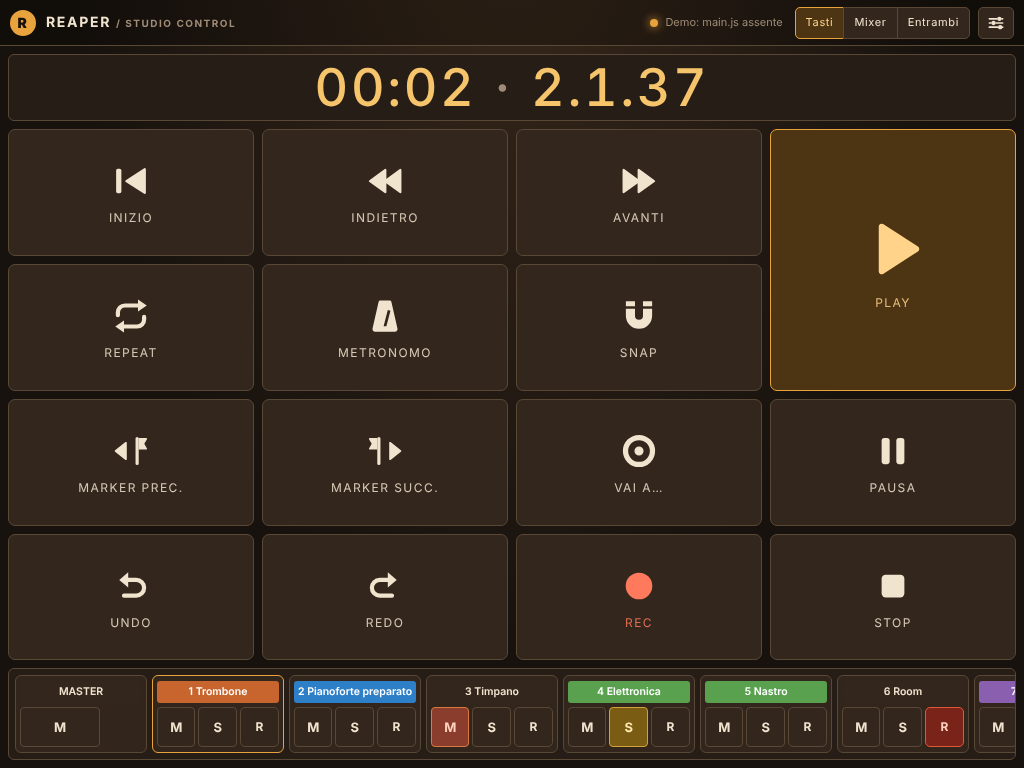 R REAPER / STUDIO CONTROL Demo: main.js assente Tasti Mixer Entrambi
00:02 · 2.1.37
INIZIO INDIETRO AVANTI
PLAY
REPEAT METRONOMO SNAP
MARKER PREC. MARKER SUCC. VAI A... PAUSA
UNDO REDO REC STOP
MASTER 1 Trombone 2 Pianoforte preparato 3 Timpano 4 Elettronica 5 Nastro 6 Room 7
M M S R M S R M S R M S R M S R M S R M